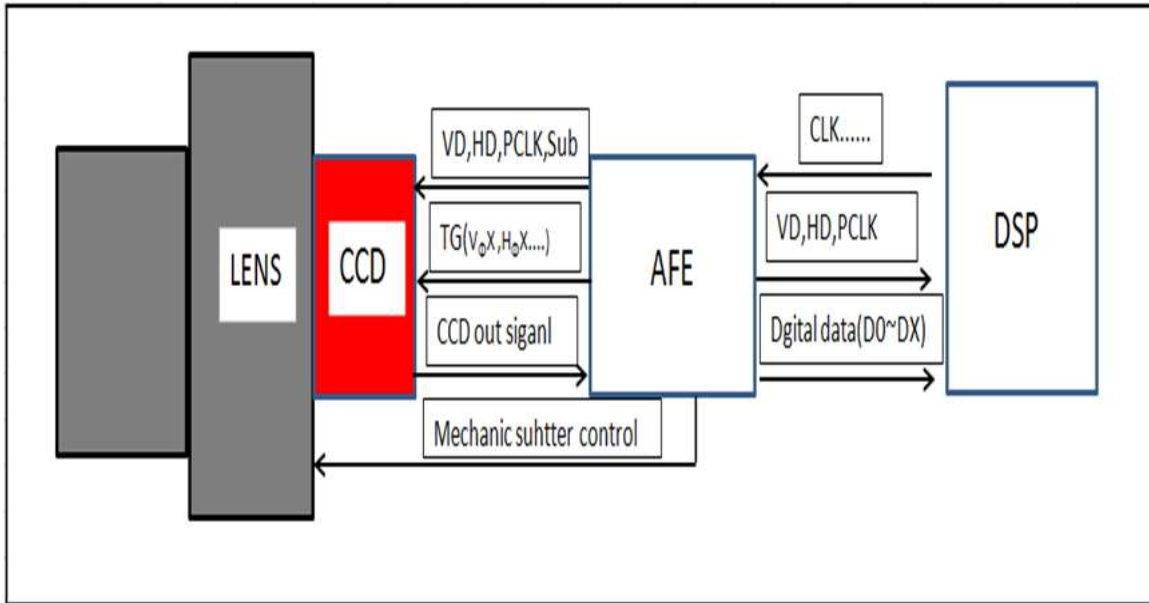 VD,HD,PCLK,Sub
CLK......
TG(VΦX,HΦX....)
VD,HD,PCLK
LENS
CCD
AFE
DSP
CCD out siganl
Dgital data(D0~DX)
Mechanic suhtter control